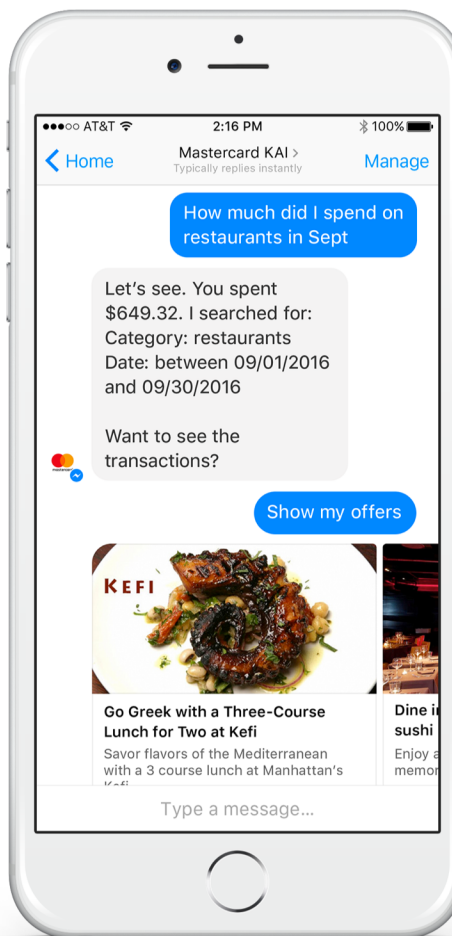 AT&T
2:16 PM
100%
Home
Mastercard KAI >
Typically replies instantly
Manage
How much did I spend on
restaurants in Sept
Let's see. You spent
$649.32. I searched for:
Category: restaurants
Date: between 09/01/2016
and 09/30/2016
Want to see the
transactions?
Show my offers
KEFI
Go Greek with a Three-Course
Lunch for Two at Kefi
Savor flavors of the Mediterranean
with a 3 course lunch at Manhattan's
Kefi
Dine
sushi
Enjoy a
Type a message...